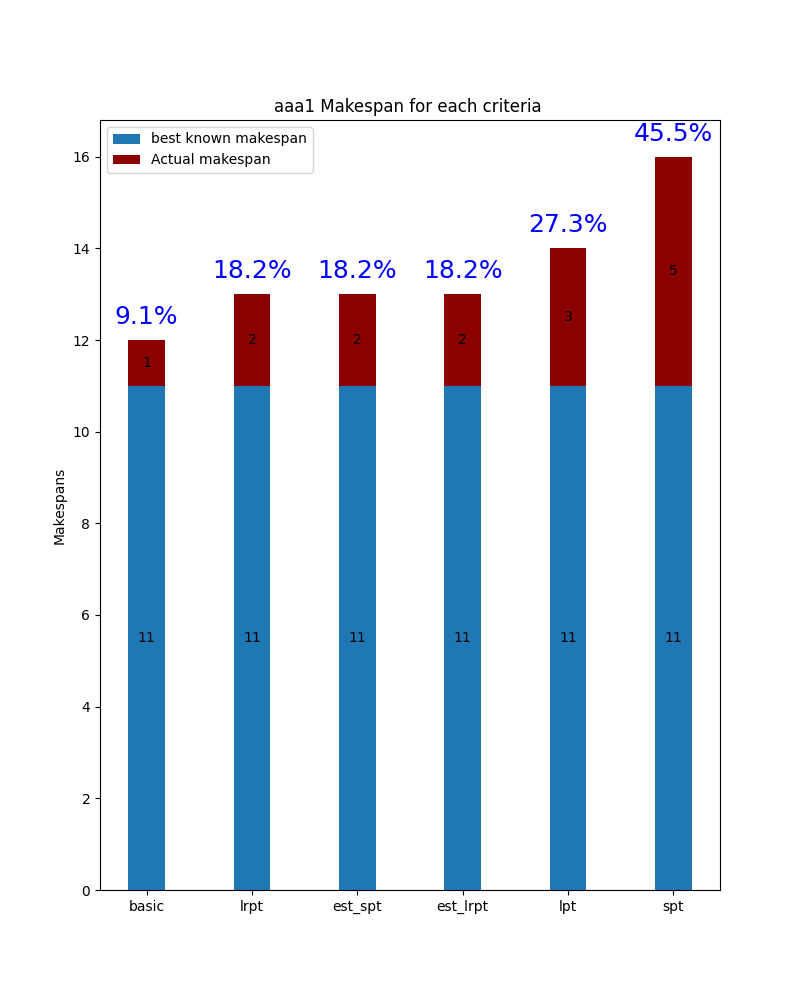 aaa1 Makespan for each criteria
best known makespan
Actual makespan
45.5%
27.3%
18.2% 18.2% 18.2%
9.1%
16
14
12
10
8
6
4
2
0
Makespans
1 2 2 2 3 5
11 11 11 11 11 11
basic lrpt est_spt est_lrpt lpt spt